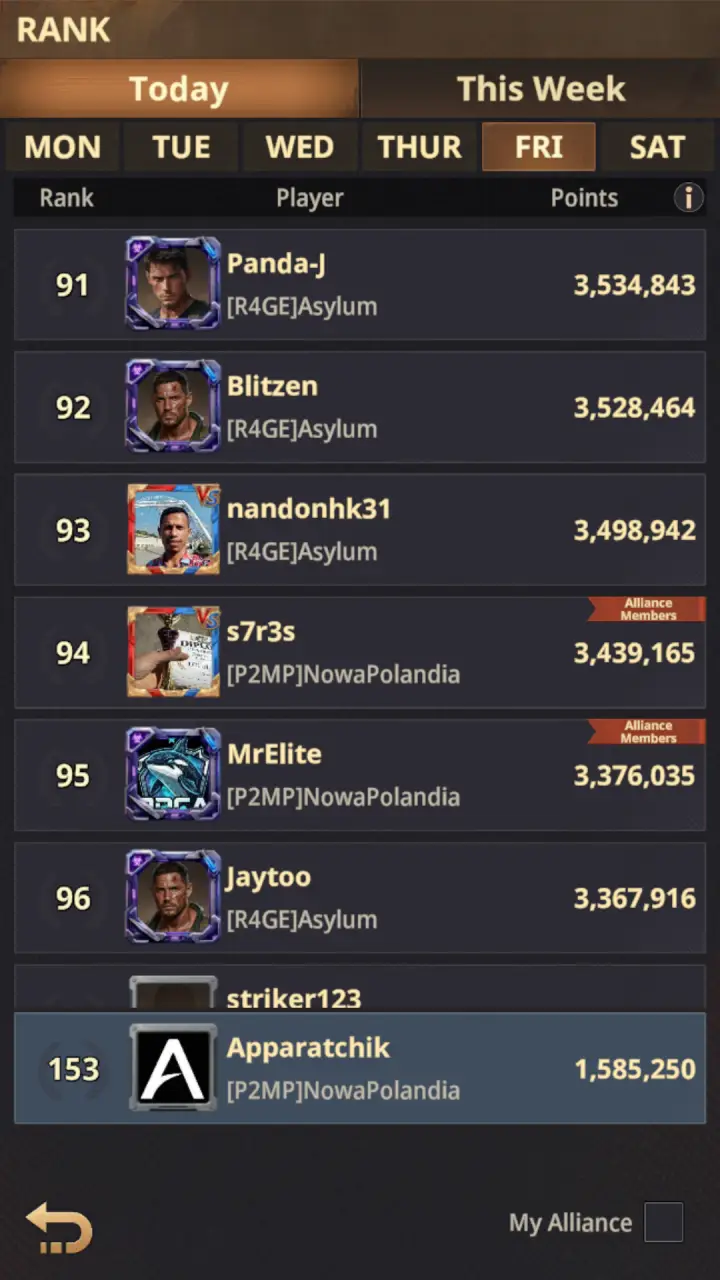 RANK
Today
This Week
MON TUE WED THUR FRI SAT
Rank Player Points i
91 Panda-J 3,534,843
[R4GE]Asylum
92 Blitzen 3,528,464
[R4GE]Asylum
VS
93 nandonhk31 3,498,942
[R4GE]Asylum
Alliance
Members
VS
94 s7r3s 3,439,165
[P2MP]NowaPolandia
Alliance
Members
95 MrElite 3,376,035
[P2MP]NowaPolandia
96 Jaytoo 3,367,916
[R4GE]Asylum
striker123
153 Apparatchik 1,585,250
[P2MP]NowaPolandia
My Alliance